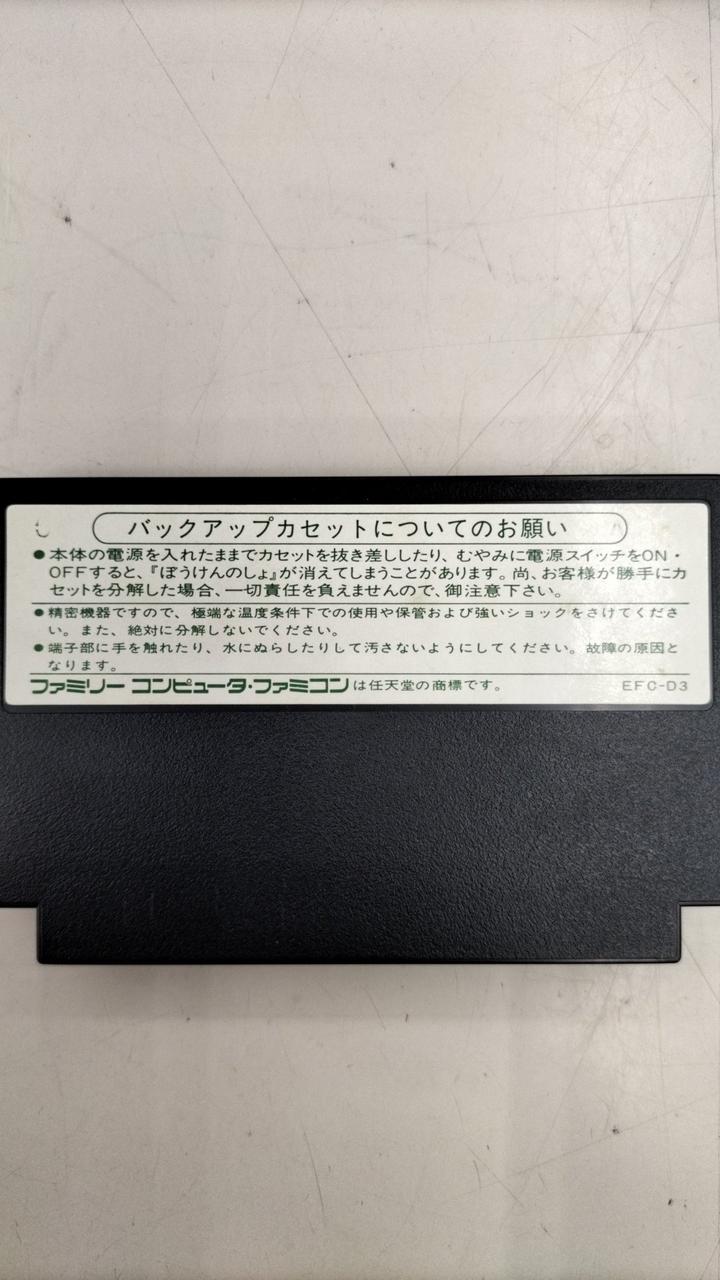 バックアップカセットについてのお願い
●本体の電源を入れたままでカセットを抜き差ししたり、むやみに電源スイッチをON・
OFFすると、『ぼうけんのしょ』が消えてしまうことがあります。尚、お客様が勝手にカ
セットを分解した場合、一切責任を負えませんので、御注意下さい。
●精密機器ですので、極端な温度条件下での使用や保管および強いショックをさけてくださ
い。また、絶対に分解しないでください。
●端子部に手を触れたり、水にぬらしたりして汚さないようにしてください。故障の原因と
なります。
ファミリー コンピュータ・ファミコンは任天堂の商標です。 EFC-D3